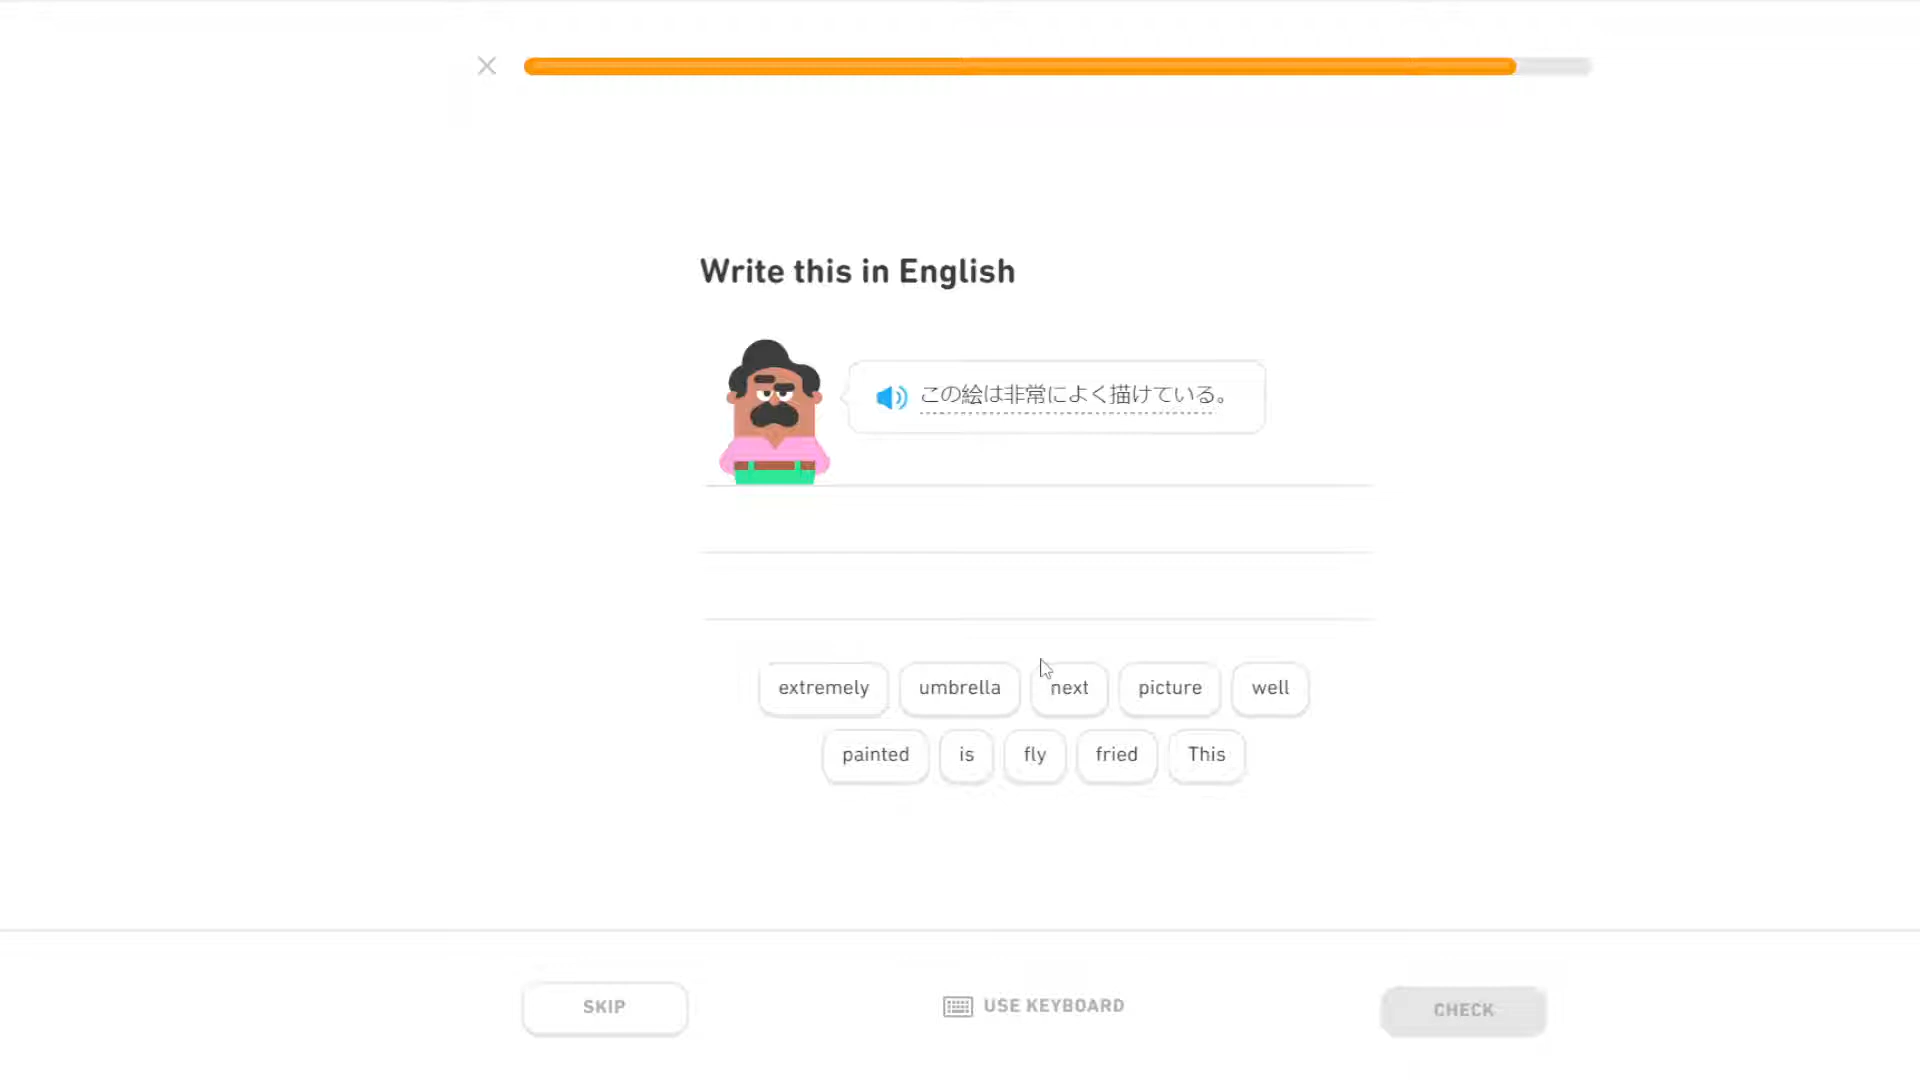 Write this in English
この絵は非常によく描けている。
extremely umbrella next picture well
painted is fly fried This
SKIP USE KEYBOARD CHECK